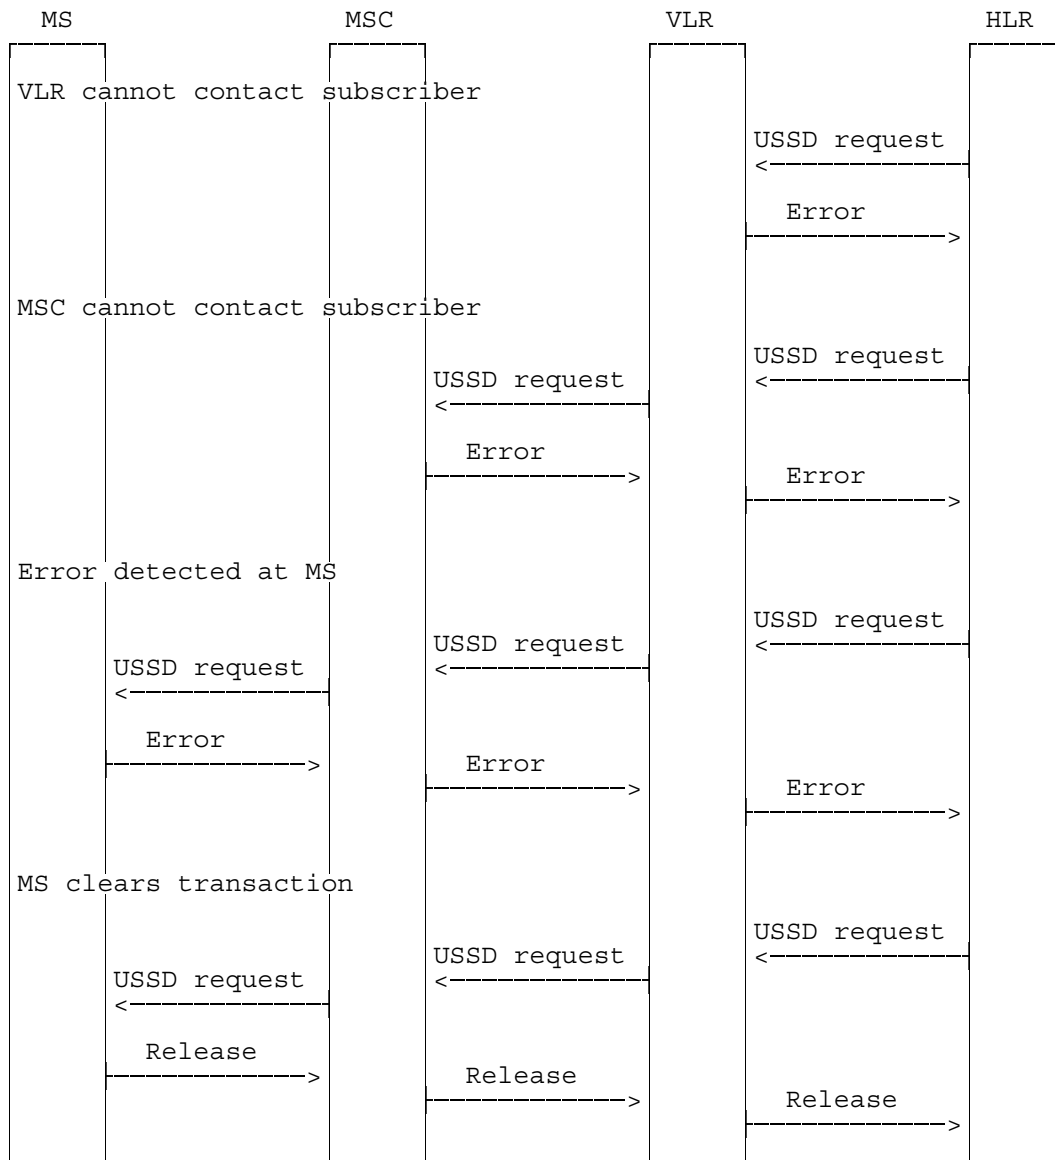 MS MSC VLR HLR
VLR cannot contact subscriber
USSD request
Error
MSC cannot contact subscriber
USSD request
USSD request
Error
Error
Error detected at MS
USSD request
USSD request
USSD request
Error
Error
Error
MS clears transaction
USSD request
USSD request
USSD request
Release
Release
Release